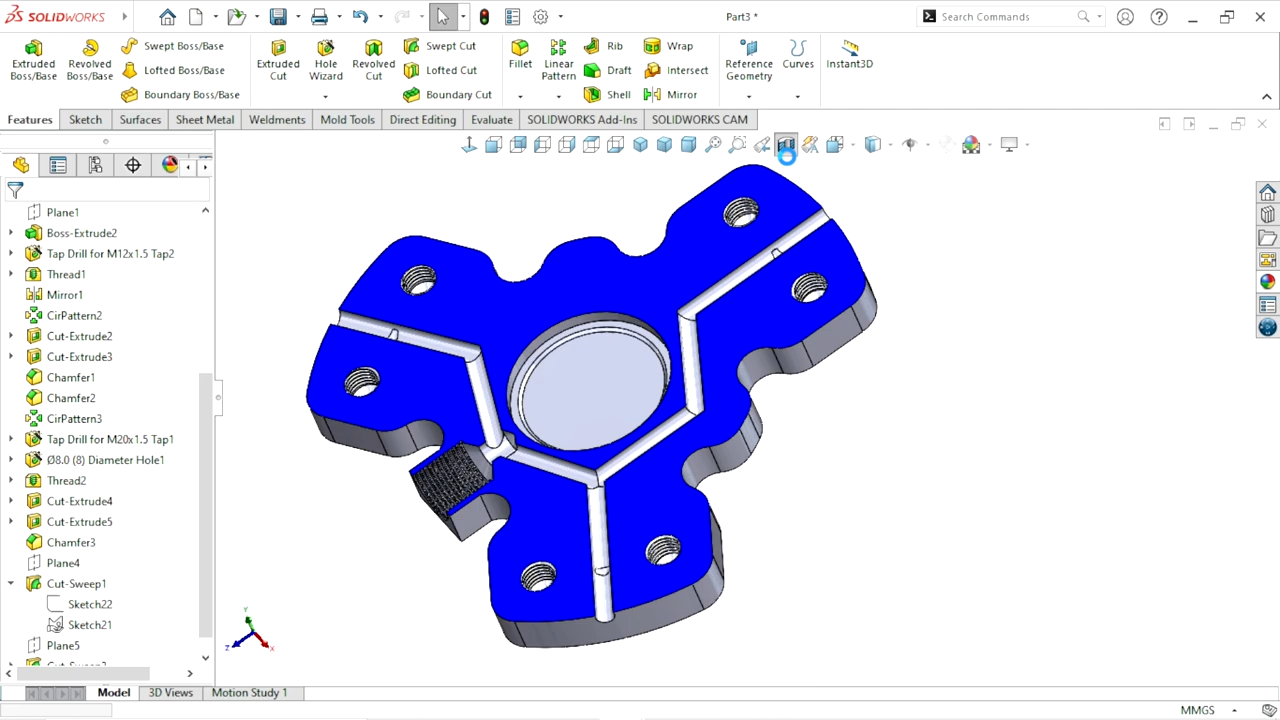 SOLIDWORKS
Part3 *
Search Commands
Extruded Boss/Base
Revolved Boss/Base
Swept Boss/Base
Lofted Boss/Base
Boundary Boss/Base
Extruded Cut
Hole Wizard
Revolved Cut
Swept Cut
Lofted Cut
Boundary Cut
Fillet
Linear Pattern
Rib
Draft
Shell
Wrap
Intersect
Mirror
Reference Geometry
Curves
Instant3D
Features
Sketch
Surfaces
Sheet Metal
Weldments
Mold Tools
Direct Editing
Evaluate
SOLIDWORKS Add-Ins
SOLIDWORKS CAM
Plane1
Boss-Extrude2
Tap Drill for M12x1.5 Tap2
Thread1
Mirror1
CirPattern2
Cut-Extrude2
Cut-Extrude3
Chamfer1
Chamfer2
CirPattern3
Tap Drill for M20x1.5 Tap1
Ø8.0 (8) Diameter Hole1
Thread2
Cut-Extrude4
Cut-Extrude5
Chamfer3
Plane4
Cut-Sweep1
Sketch22
Sketch21
Plane5
Y
Z
X
Model
3D Views
Motion Study 1
MMGS